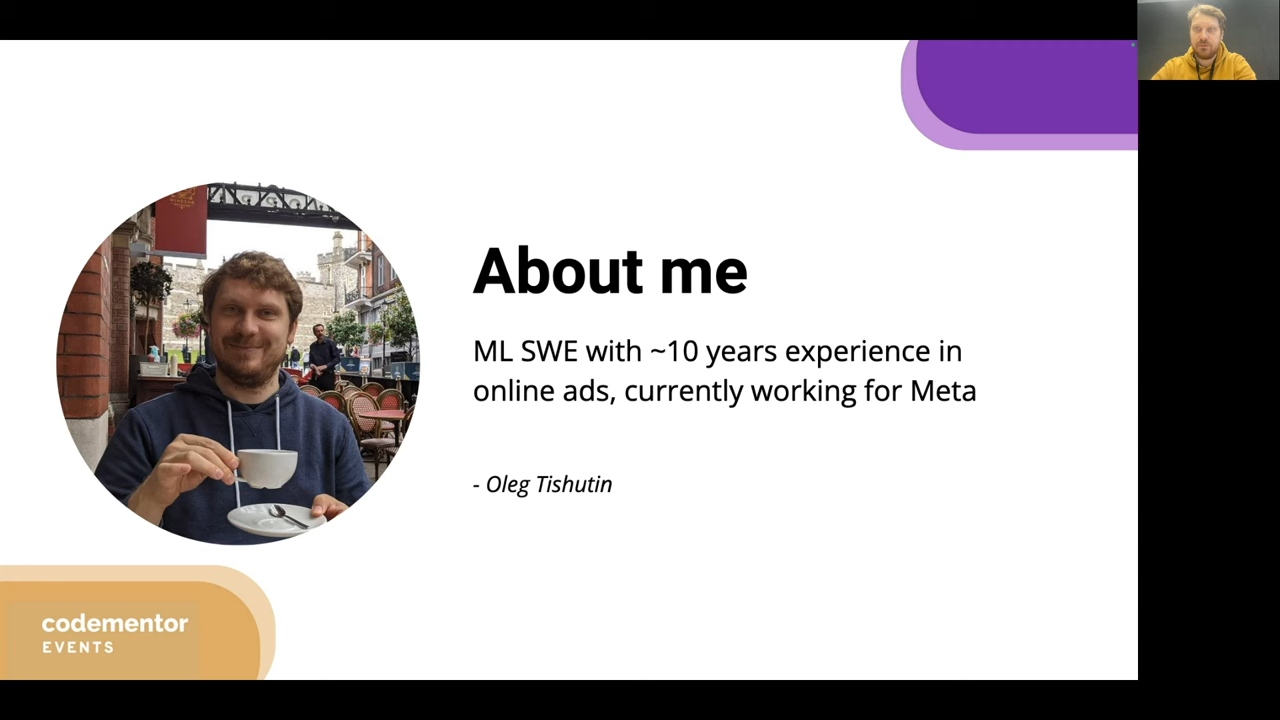 About me
ML SWE with ~10 years experience in
online ads, currently working for Meta
- Oleg Tishutin
codementor
EVENTS